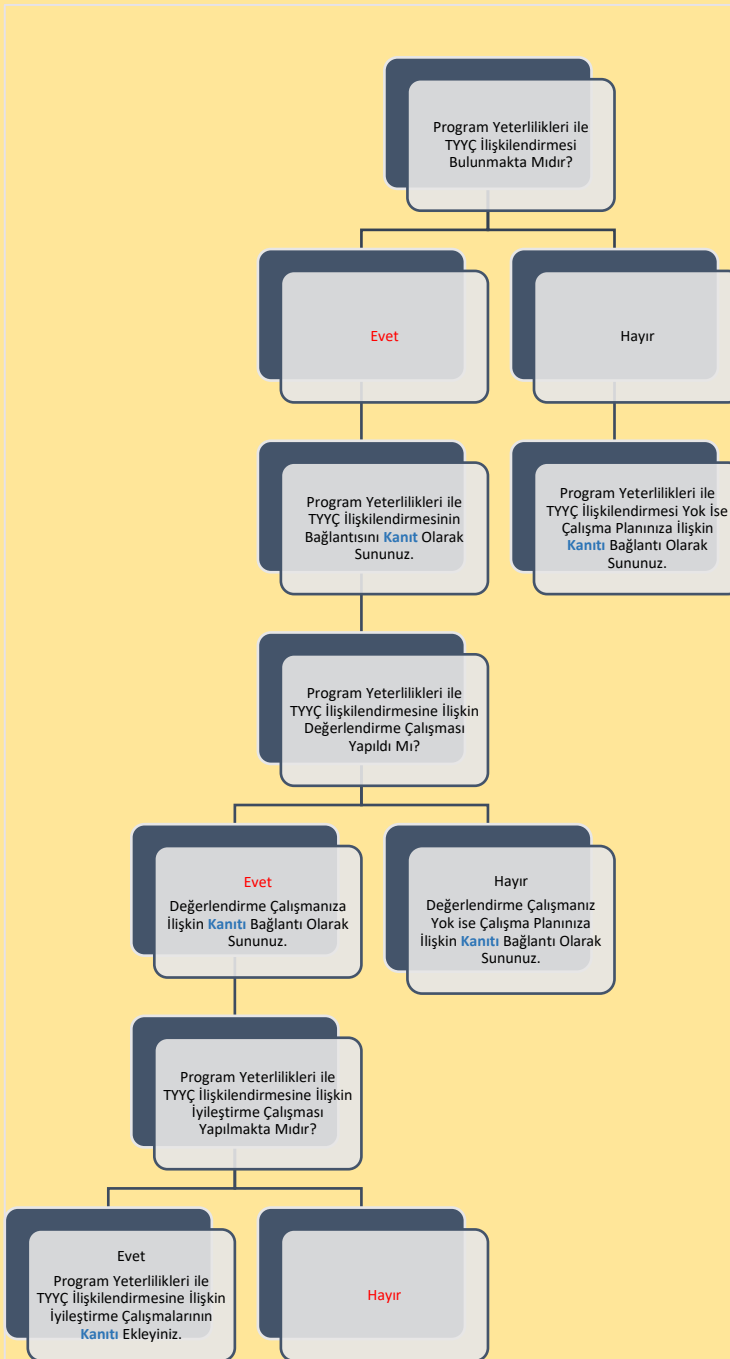 Program Yeterlilikleri ile
TYYÇ İlişkilendirmesi
Bulunmakta Mıdır?
Evet
Hayır
Program Yeterlilikleri ile
TYYÇ İlişkilendirmesinin
Bağlantısını Kanıt Olarak
Sununuz.
Program Yeterlilikleri ile
TYYÇ İlişkilendirmesi Yok İse
Çalışma Planınıza İlişkin
Kanıtı Bağlantı Olarak
Sununuz.
Program Yeterlilikleri ile
TYYÇ İlişkilendirmesine İlişkin
Değerlendirme Çalışması
Yapıldı Mı?
Evet
Değerlendirme Çalışmanıza
İlişkin Kanıtı Bağlantı Olarak
Sununuz.
Hayır
Değerlendirme Çalışmanız
Yok ise Çalışma Planınıza
İlişkin Kanıtı Bağlantı Olarak
Sununuz.
Program Yeterlilikleri ile
TYYÇ İlişkilendirmesine İlişkin
İyileştirme Çalışması
Yapılmakta Mıdır?
Evet
Program Yeterlilikleri ile
TYYÇ İlişkilendirmesine İlişkin
İyileştirme Çalışmalarının
Kanıtı Ekleyiniz.
Hayır